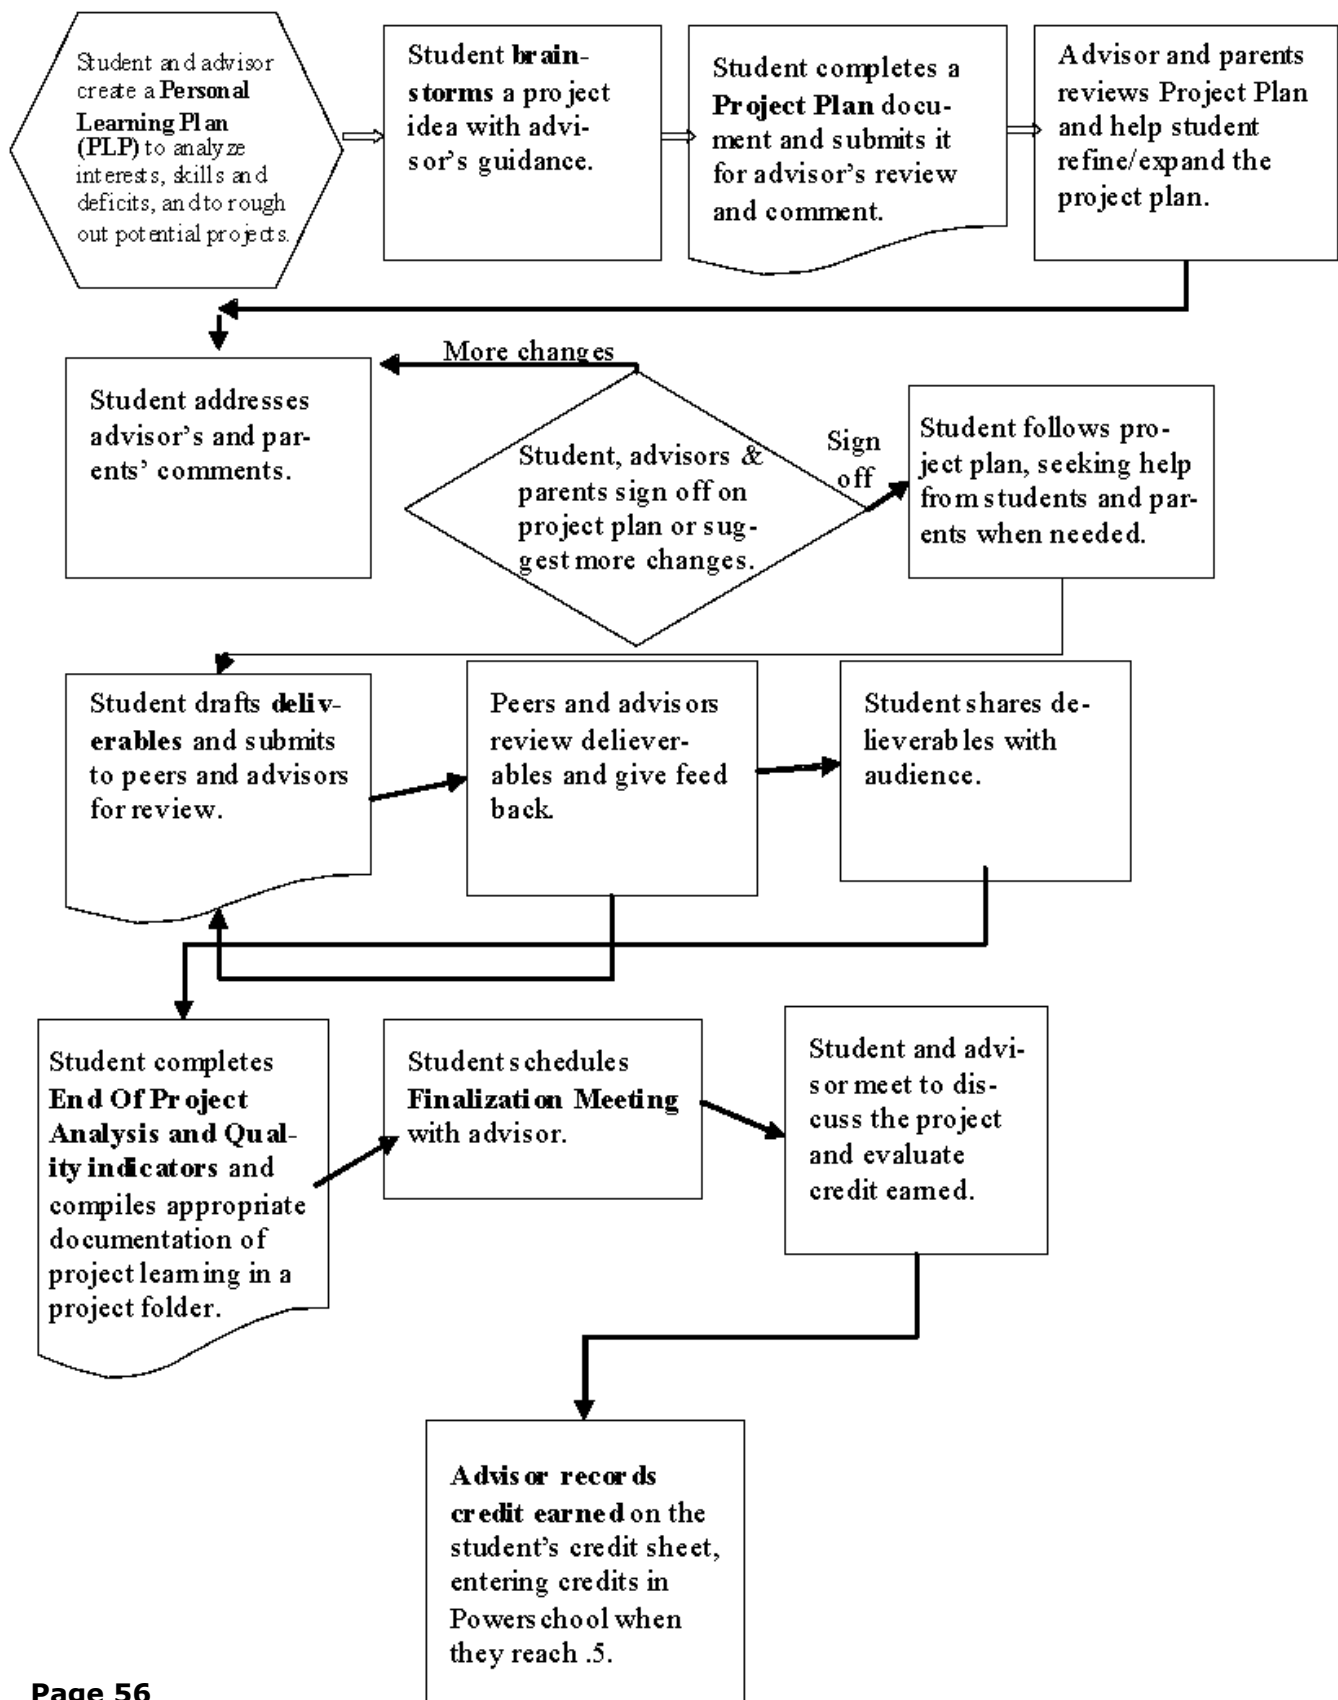 Student and advisor
create a Personal
Learning Plan
(PLP) to analyze
interests, skills and
deficits, and to rough
out potential projects.
Student brain-
storms a project
idea with advi-
sor’s guidance.
Student completes a
Project Plan docu-
ment and submits it
for advisor’s review
and comment.
Advisor and parents
reviews Project Plan
and help student
refine/expand the
project plan.
Student addresses
advisor’s and par-
ents’ comments.
More changes
Student, advisors &
parents sign off on
project plan or sug-
gest more changes.
Sign
off
Student follows pro-
ject plan, seeking help
from students and par-
ents when needed.
Student drafts deliv-
erables and submits
to peers and advisors
for review.
Peers and advisors
review deliever-
ables and give feed
back.
Student shares de-
lieverables with
audience.
Student completes
End Of Project
Analysis and Qual-
ity indicators and
compiles appropriate
documentation of
project learning in a
project folder.
Student schedules
Finalization Meeting
with advisor.
Student and advi-
sor meet to dis-
cuss the project
and evaluate
credit earned.
Advisor records
credit earned on the
student’s credit sheet,
entering credits in
Powerschool when
they reach .5.
Page 56